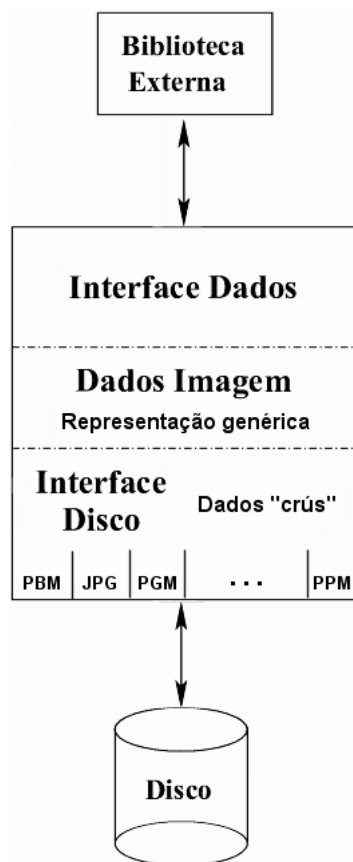 Biblioteca
Externa
Interface Dados
Dados Imagem
Representação genérica
Interface
Disco
Dados "crús"
PBM JPG PGM ... PPM
Disco